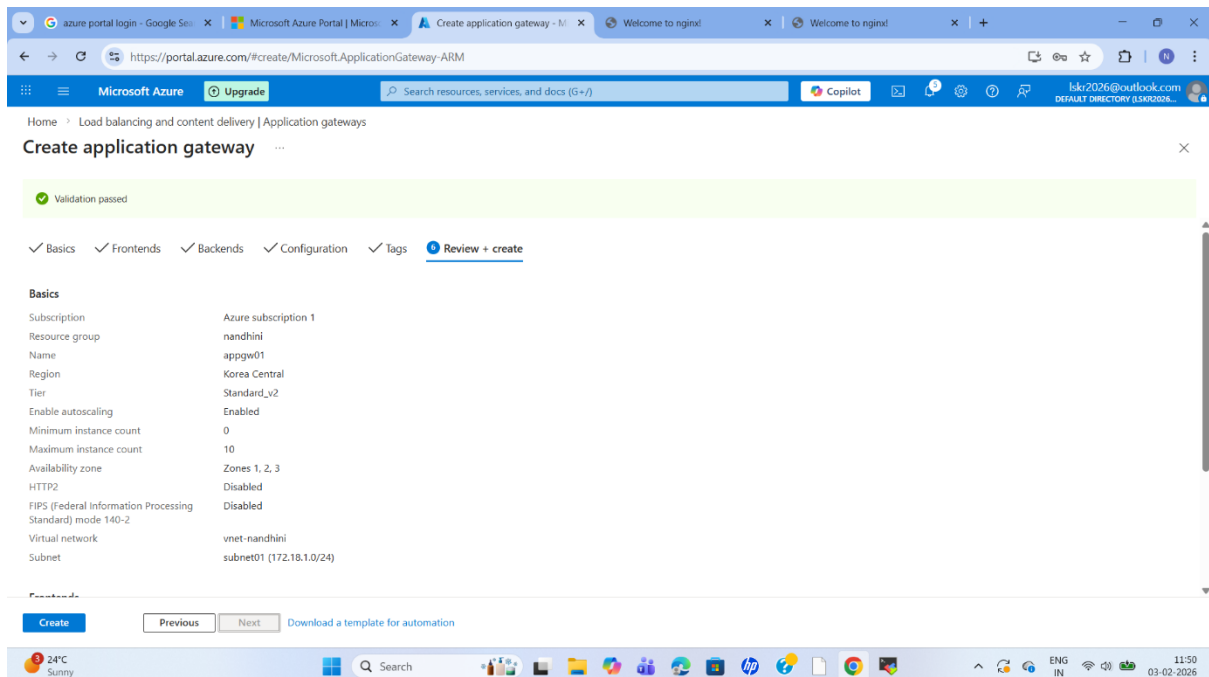 azure portal login - Google Sea
Microsoft Azure Portal | Micros
Create application gateway - M
Welcome to nginx!
Welcome to nginx!
https://portal.azure.com/#create/Microsoft.ApplicationGateway-ARM
N
Microsoft Azure
Upgrade
Search resources, services, and docs (G+/)
Copilot
5
lskr2026@outlook.com
DEFAULT DIRECTORY (LSKR2026...
Home > Load balancing and content delivery | Application gateways
Create application gateway ...
Validation passed
Basics
Frontends
Backends
Configuration
Tags
6 Review + create
Basics
Subscription Azure subscription 1
Resource group nandhini
Name appgw01
Region Korea Central
Tier Standard_v2
Enable autoscaling Enabled
Minimum instance count 0
Maximum instance count 10
Availability zone Zones 1, 2, 3
HTTP2 Disabled
FIPS (Federal Information Processing Disabled
Standard) mode 140-2
Virtual network vnet-nandhini
Subnet subnet01 (172.18.1.0/24)
Frontends
Create
Previous
Next
Download a template for automation
3
24°C
Sunny
Search
hp
ENG
IN
11:50
03-02-2026